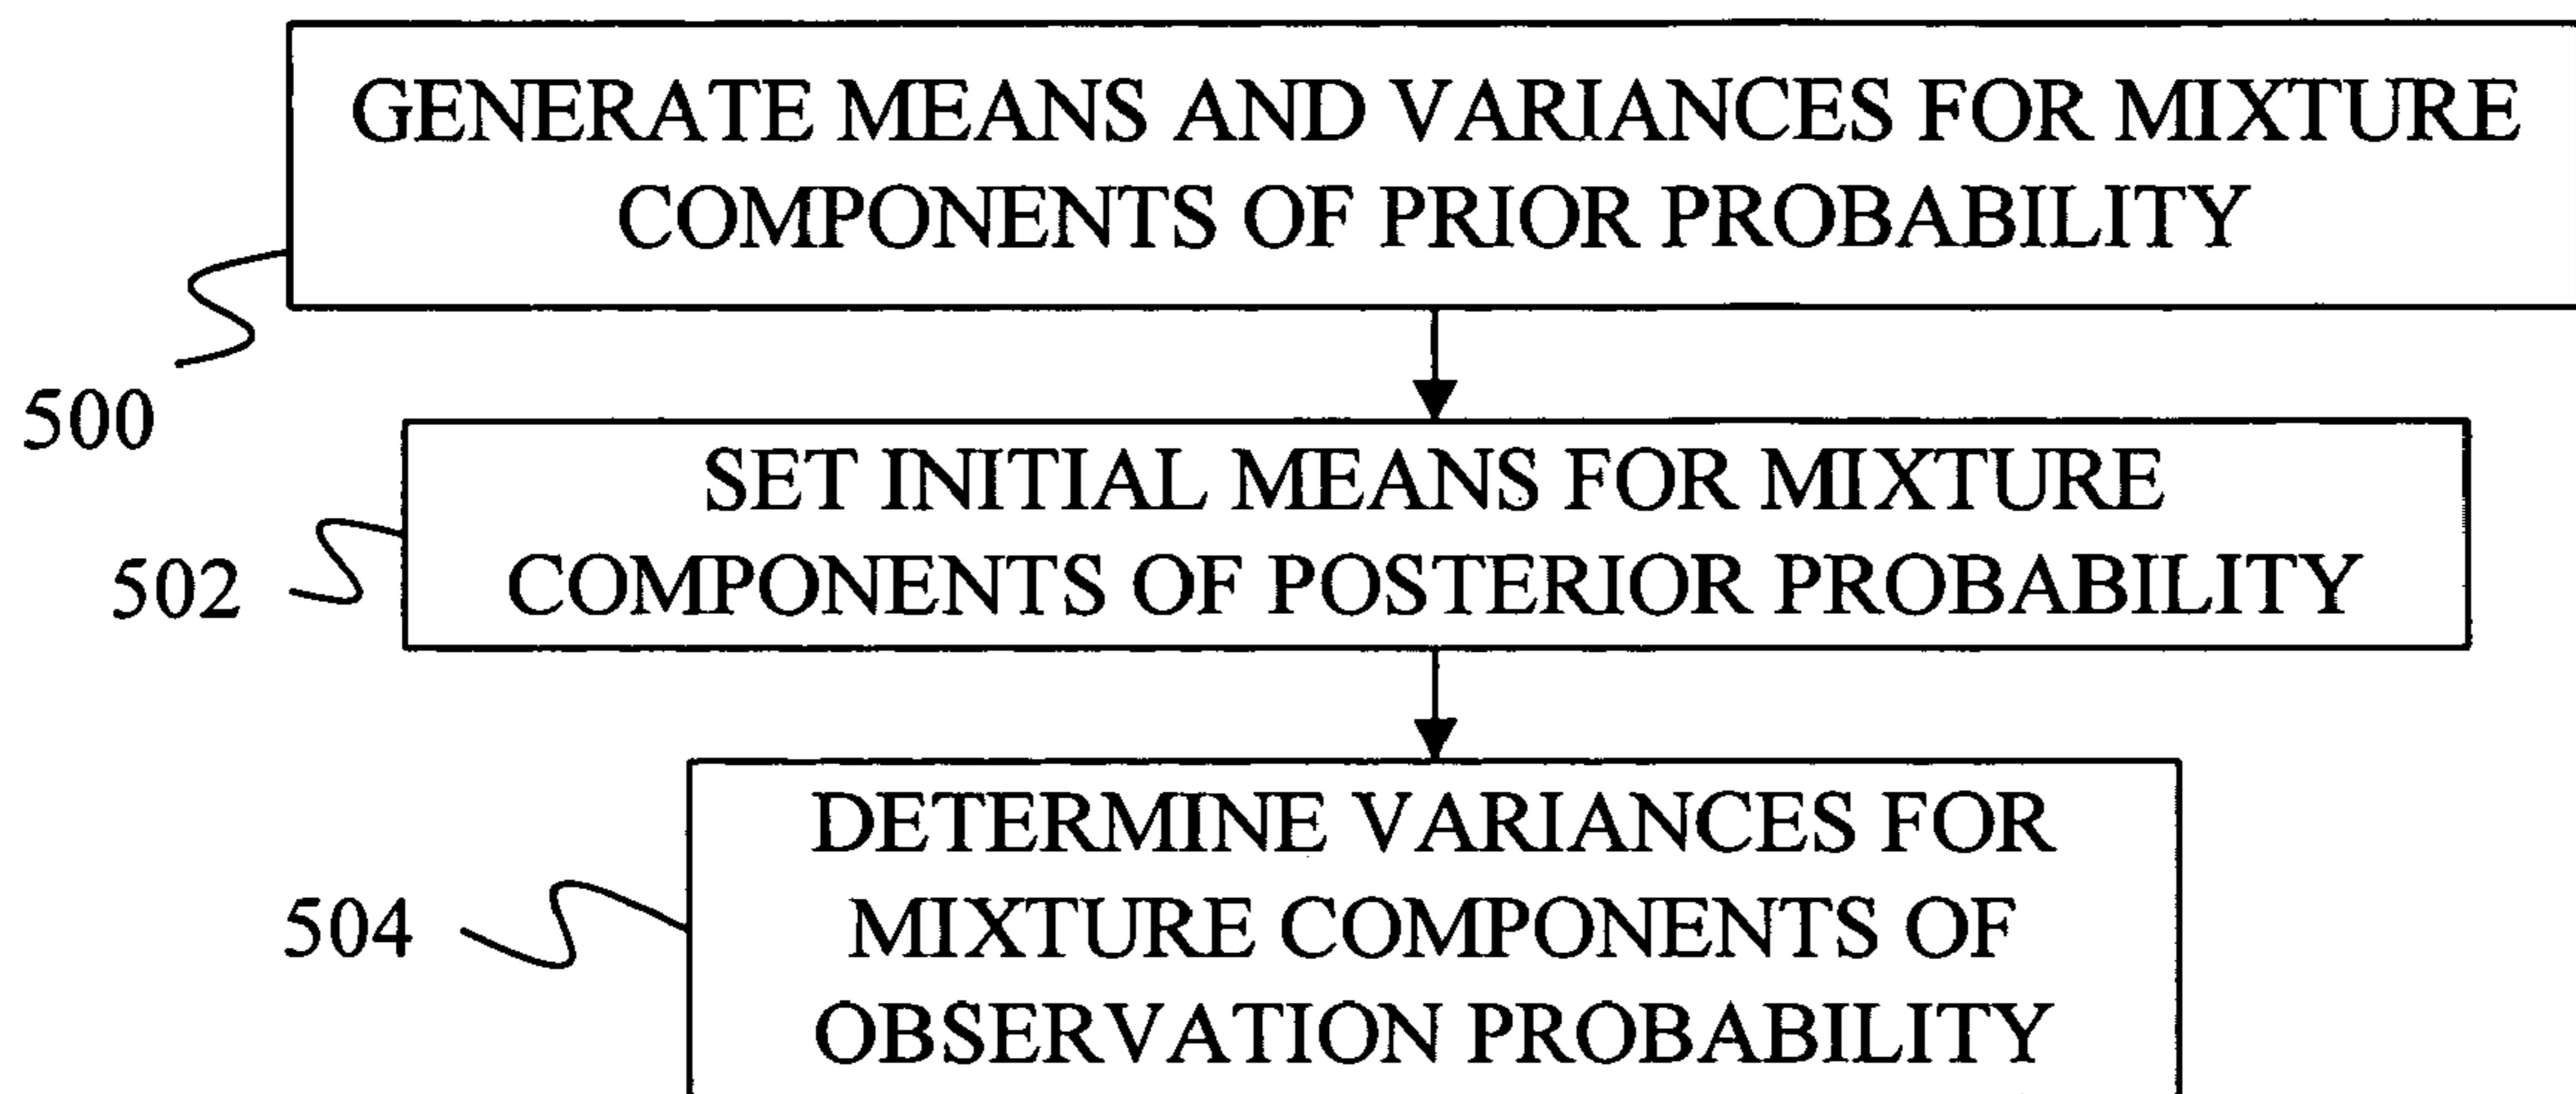 GENERATE MEANS AND VARIANCES FOR MIXTURE
COMPONENTS OF PRIOR PROBABILITY
500
SET INITIAL MEANS FOR MIXTURE
COMPONENTS OF POSTERIOR PROBABILITY
502
DETERMINE VARIANCES FOR
MIXTURE COMPONENTS OF
OBSERVATION PROBABILITY
504